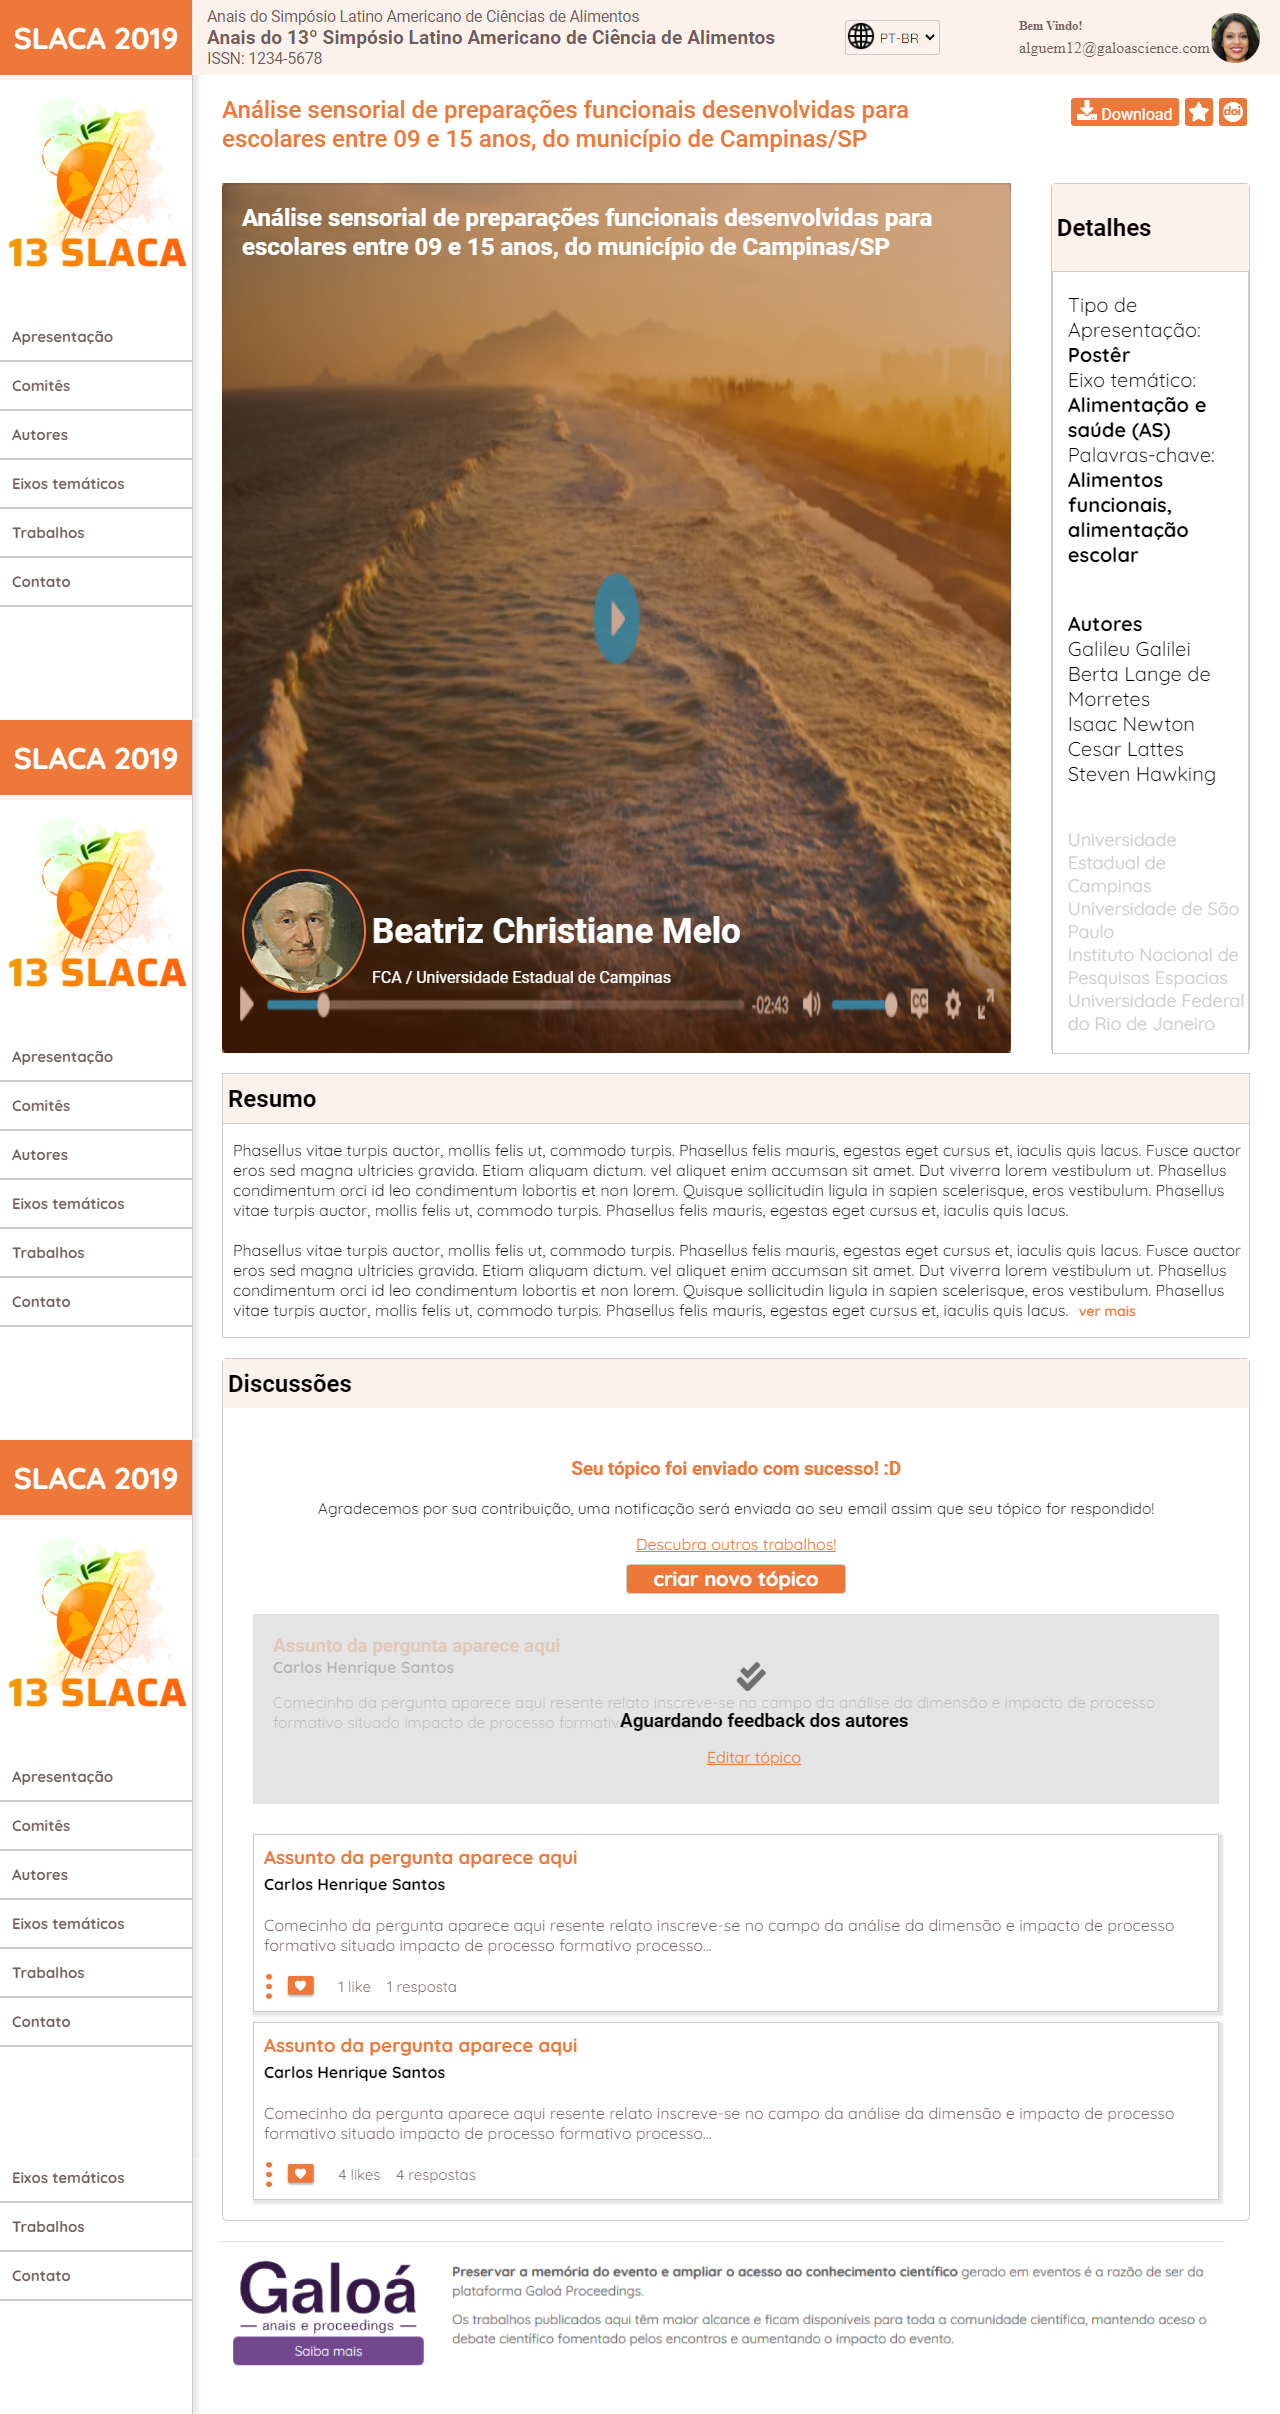 SLACA 2019
Anais do Simpósio Latino Americano de Ciências de Alimentos
Anais do 13º Simpósio Latino Americano de Ciência de Alimentos
ISSN: 1234-5678
PT-BR
Bem Vindo!
alguem12@galoascience.com
13 SLACA
Apresentação
Comitês
Autores
Eixos temáticos
Trabalhos
Contato
Análise sensorial de preparações funcionais desenvolvidas para
escolares entre 09 e 15 anos, do município de Campinas/SP
Download
doi
Análise sensorial de preparações funcionais desenvolvidas para
escolares entre 09 e 15 anos, do município de Campinas/SP
Beatriz Christiane Melo
FCA / Universidade Estadual de Campinas
-02:43
CC
Detalhes
Tipo de
Apresentação:
Postêr
Eixo temático:
Alimentação e
saúde (AS)
Palavras-chave:
Alimentos
funcionais,
alimentação
escolar
Autores
Galileu Galilei
Berta Lange de
Morretes
Isaac Newton
Cesar Lattes
Steven Hawking
Universidade
Estadual de
Campinas
Universidade de São
Paulo
Instituto Nacional de
Pesquisas Espacias
Universidade Federal
do Rio de Janeiro
SLACA 2019
13 SLACA
Apresentação
Comitês
Autores
Eixos temáticos
Trabalhos
Contato
Resumo
Phasellus vitae turpis auctor, mollis felis ut, commodo turpis. Phasellus felis mauris, egestas eget cursus et, iaculis quis lacus. Fusce auctor
eros sed magna ultricies gravida. Etiam aliquam dictum. vel aliquet enim accumsan sit amet. Dut viverra lorem vestibulum ut. Phasellus
condimentum orci id leo condimentum lobortis et non lorem. Quisque sollicitudin ligula in sapien scelerisque, eros vestibulum. Phasellus
vitae turpis auctor, mollis felis ut, commodo turpis. Phasellus felis mauris, egestas eget cursus et, iaculis quis lacus.
Phasellus vitae turpis auctor, mollis felis ut, commodo turpis. Phasellus felis mauris, egestas eget cursus et, iaculis quis lacus. Fusce auctor
eros sed magna ultricies gravida. Etiam aliquam dictum. vel aliquet enim accumsan sit amet. Dut viverra lorem vestibulum ut. Phasellus
condimentum orci id leo condimentum lobortis et non lorem. Quisque sollicitudin ligula in sapien scelerisque, eros vestibulum. Phasellus
vitae turpis auctor, mollis felis ut, commodo turpis. Phasellus felis mauris, egestas eget cursus et, iaculis quis lacus. ver mais
SLACA 2019
13 SLACA
Apresentação
Comitês
Autores
Eixos temáticos
Trabalhos
Contato
Eixos temáticos
Trabalhos
Contato
Discussões
Seu tópico foi enviado com sucesso! :D
Agradecemos por sua contribuição, uma notificação será enviada ao seu email assim que seu tópico for respondido!
Descubra outros trabalhos!
criar novo tópico
Assunto da pergunta aparece aqui
Carlos Henrique Santos
Comecinho da pergunta aparece aqui resente relato inscreve-se no campo da análise da dimensão e impacto de processo
formativo situado impacto de processo formativo
Aguardando feedback dos autores
Editar tópico
Assunto da pergunta aparece aqui
Carlos Henrique Santos
Comecinho da pergunta aparece aqui resente relato inscreve-se no campo da análise da dimensão e impacto de processo
formativo situado impacto de processo formativo processo...
1 like 1 resposta
Assunto da pergunta aparece aqui
Carlos Henrique Santos
Comecinho da pergunta aparece aqui resente relato inscreve-se no campo da análise da dimensão e impacto de processo
formativo situado impacto de processo formativo processo...
4 likes 4 respostas
Galoá
anais e proceedings
Saiba mais
Preservar a memória do evento e ampliar o acesso ao conhecimento científico gerado em eventos é a razão de ser da
plataforma Galoá Proceedings.
Os trabalhos publicados aqui têm maior alcance e ficam disponíveis para toda a comunidade científica, mantendo aceso o
debate científico fomentado pelos encontros e aumentando o impacto do evento.